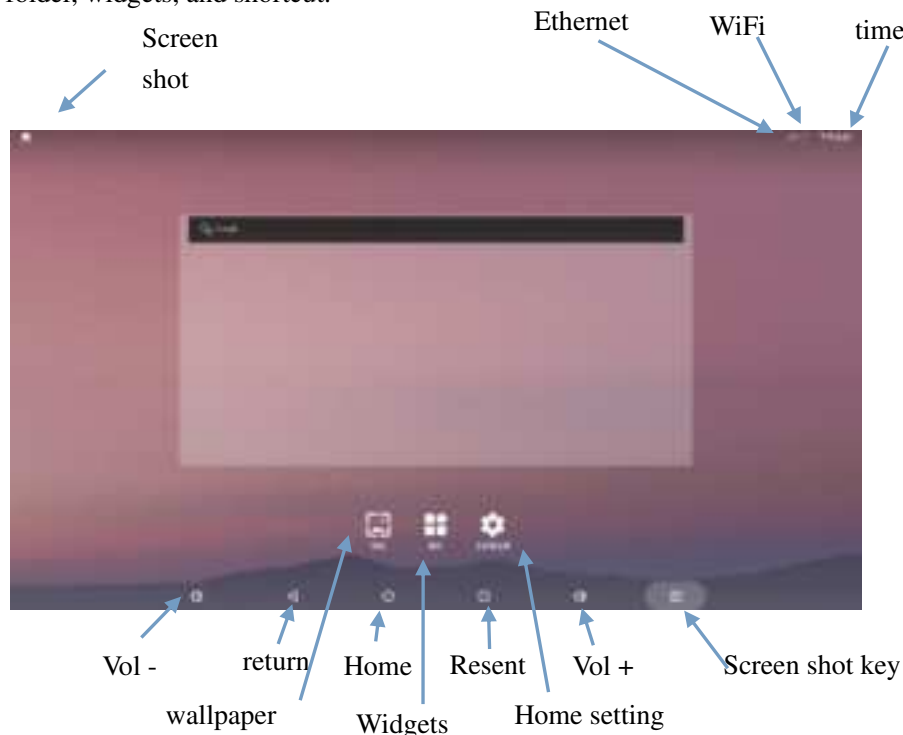 folder, widgets, and shortcut.
Ethernet
WiFi
time
Screen
shot
Vol -
return
Home
Resent
Vol +
Screen shot key
wallpaper
Widgets
Home setting